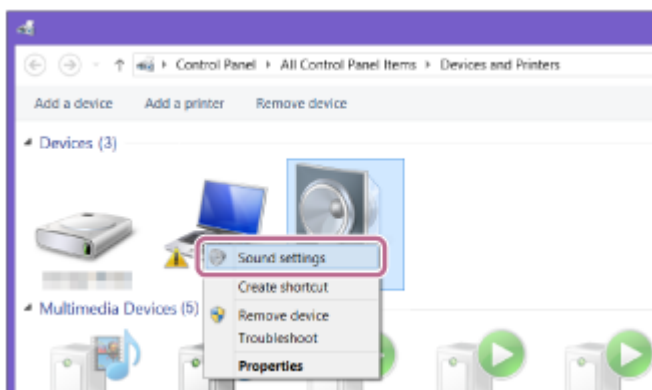 Control Panel All Control Panel Items Devices and Printers
Add a device Add a printer Remove device
Devices (3)
Sound settings
Create shortcut
Multimedia Devices (5)
Remove device
Troubleshoot
Properties